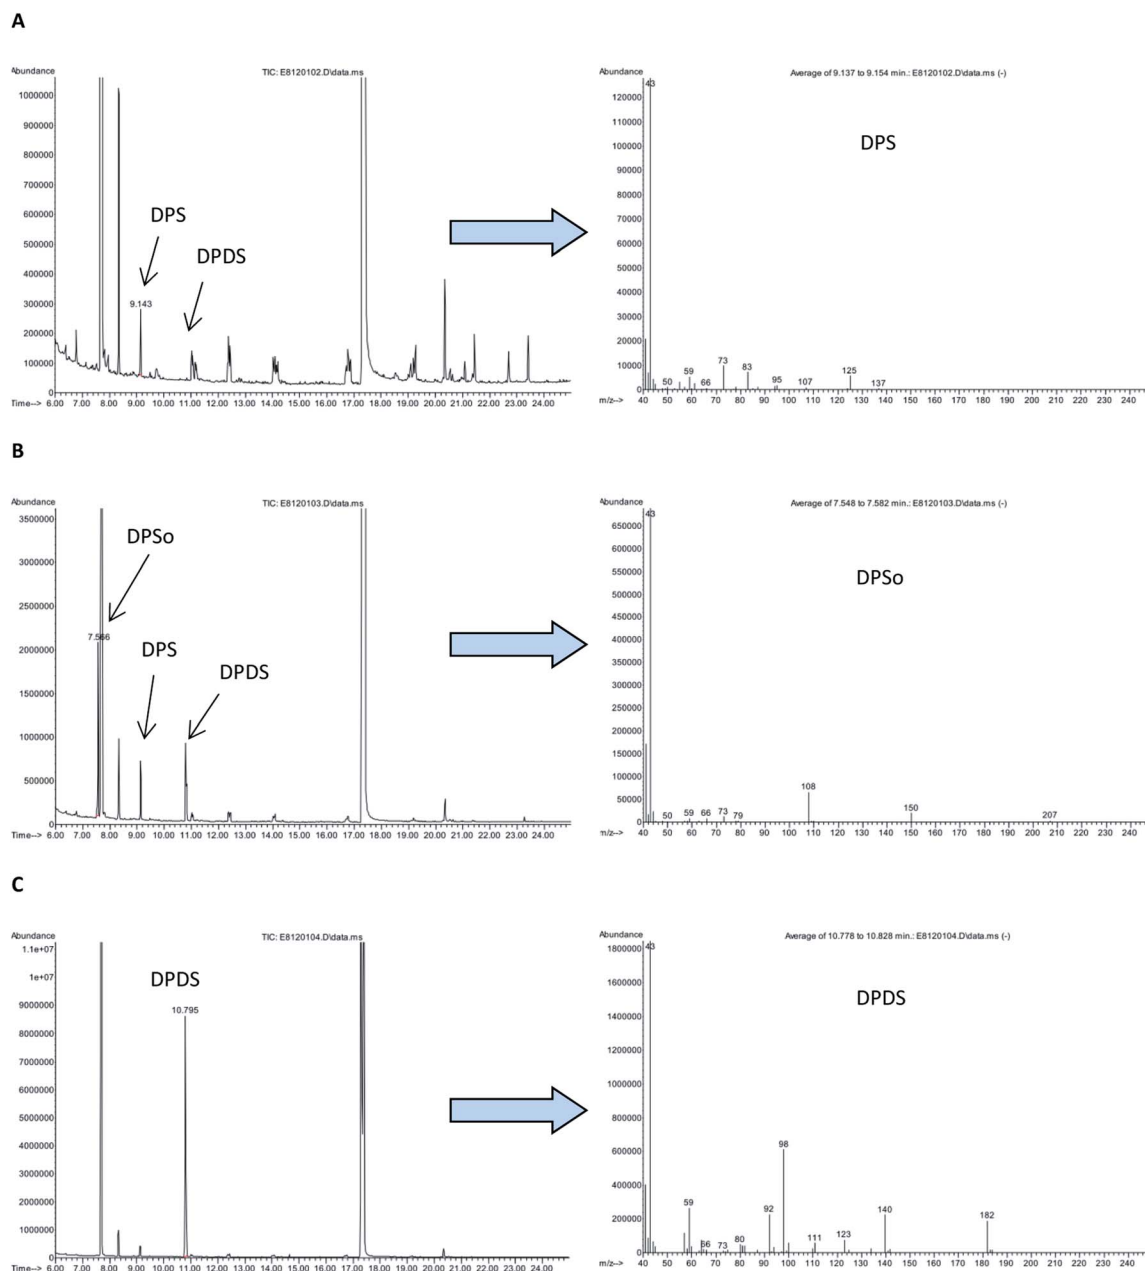 A
Abundance
TIC: E8120102.D\data.ms
1000000
900000
800000
700000
600000
500000
400000
300000
200000
100000
0
DPS
DPDS
9.143
6.00 7.00 8.00 9.00 10.00 11.00 12.00 13.00 14.00 15.00 16.00 17.00 18.00 19.00 20.00 21.00 22.00 23.00 24.00
Time-->
Abundance
Average of 9.137 to 9.154 min.: E8120102.D\data.ms (-)
43
120000
110000
100000
90000
80000
70000
60000
50000
40000
30000
20000
10000
0
DPS
50 59 66 73 83 95 107 125 137
40 50 60 70 80 90 100 110 120 130 140 150 160 170 180 190 200 210 220 230 240
m/z-->
B
Abundance
TIC: E8120103.D\data.ms
3500000
3000000
2500000
2000000
1500000
1000000
500000
0
DPSo
7.566
DPS
DPDS
6.00 7.00 8.00 9.00 10.00 11.00 12.00 13.00 14.00 15.00 16.00 17.00 18.00 19.00 20.00 21.00 22.00 23.00 24.00
Time-->
Abundance
Average of 7.548 to 7.582 min.: E8120103.D\data.ms (-)
43
650000
600000
550000
500000
450000
400000
350000
300000
250000
200000
150000
100000
50000
0
DPSo
50 59 66 73 79 108 150 207
40 50 60 70 80 90 100 110 120 130 140 150 160 170 180 190 200 210 220 230 240
m/z-->
C
Abundance
TIC: E8120104.D\data.ms
1.1e+07
1e+07
9000000
8000000
7000000
6000000
5000000
4000000
3000000
2000000
1000000
0
DPDS
10.795
6.00 7.00 8.00 9.00 10.00 11.00 12.00 13.00 14.00 15.00 16.00 17.00 18.00 19.00 20.00 21.00 22.00 23.00 24.00
Time-->
Abundance
Average of 10.778 to 10.828 min.: E8120104.D\data.ms (-)
43
1800000
1600000
1400000
1200000
1000000
800000
600000
400000
200000
0
DPDS
59 66 73 80 92 98 111 123 140 182
40 50 60 70 80 90 100 110 120 130 140 150 160 170 180 190 200 210 220 230 240
m/z-->